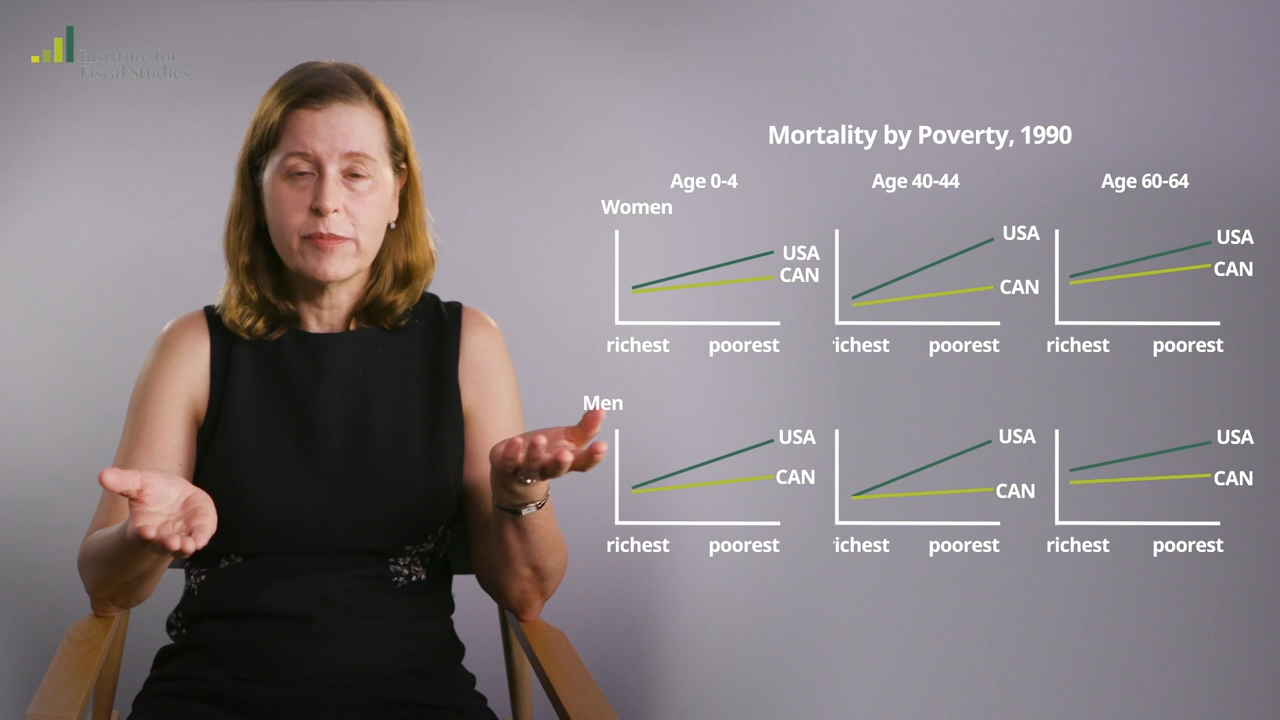 Institute for
Fiscal Studies
Mortality by Poverty, 1990
Age 0-4
Age 40-44
Age 60-64
Women
USA
CAN
richest
poorest
USA
CAN
richest
poorest
USA
CAN
richest
poorest
Men
USA
CAN
richest
poorest
USA
CAN
richest
poorest
USA
CAN
richest
poorest